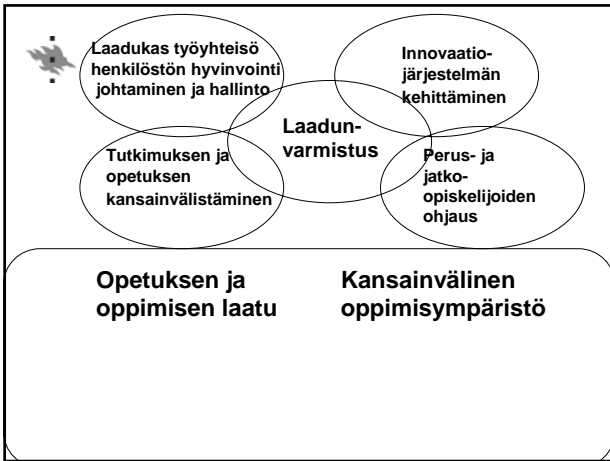 Laadukas työyhteisö
henkilöstön hyvinvointi
johtaminen ja hallinto
Innovaatio-
järjestelmän
kehittäminen
Laadun-
varmistus
Tutkimuksen ja
opetuksen
kansainvälistäminen
Perus- ja
jatko-
opiskelijoiden
ohjaus
Opetuksen ja
oppimisen laatu
Kansainvälinen
oppimisympäristö